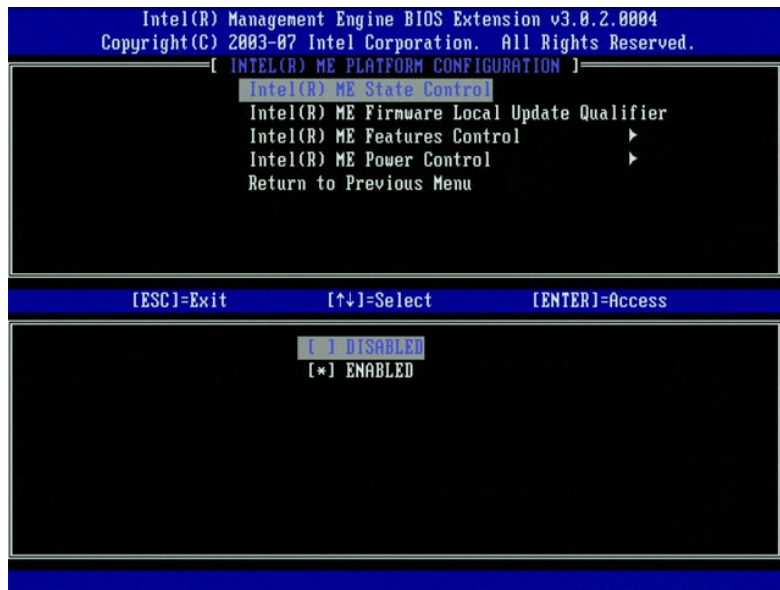 Intel(R) Management Engine BIOS Extension v3.0.2.0004
Copyright(C) 2003-07 Intel Corporation. All Rights Reserved.
[ INTEL(R) ME PLATFORM CONFIGURATION ]
Intel(R) ME State Control
Intel(R) ME Firmware Local Update Qualifier
Intel(R) ME Features Control ►
Intel(R) ME Power Control ►
Return to Previous Menu
[ESC]=Exit [↑↓]=Select [ENTER]=Access
[ ] DISABLED
[*] ENABLED